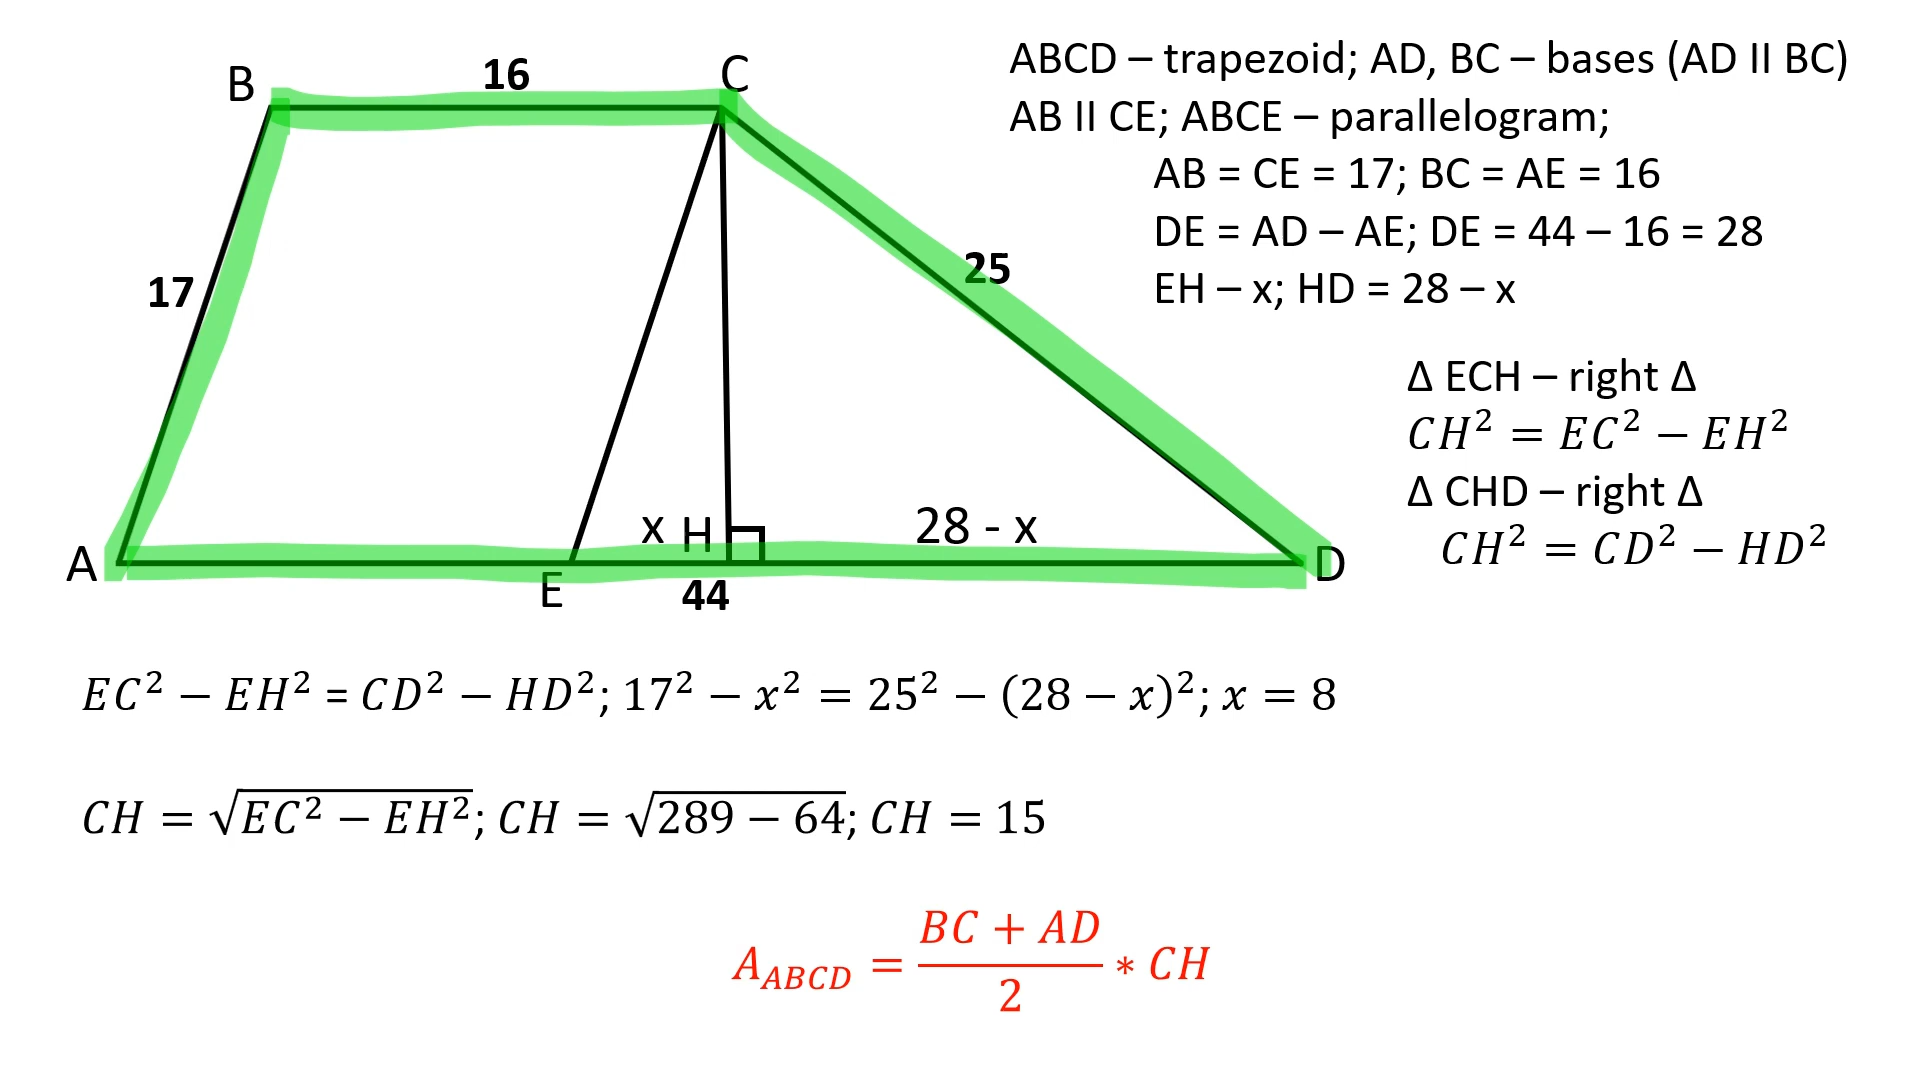 B
16
C
17
25
x
H
28 - x
A
E
44
D
ABCD – trapezoid; AD, BC – bases (AD II BC)
AB II CE; ABCE – parallelogram;
AB = CE = 17; BC = AE = 16
DE = AD – AE; DE = 44 – 16 = 28
EH – x; HD = 28 – x
Δ ECH – right Δ
CH² = EC² − EH²
Δ CHD – right Δ
CH² = CD² − HD²
EC² − EH² = CD² − HD²; 17² − x² = 25² − (28 − x)²; x = 8
CH = √(EC² − EH²); CH = √(289 − 64); CH = 15
A_ABCD = (BC + AD)/2 * CH